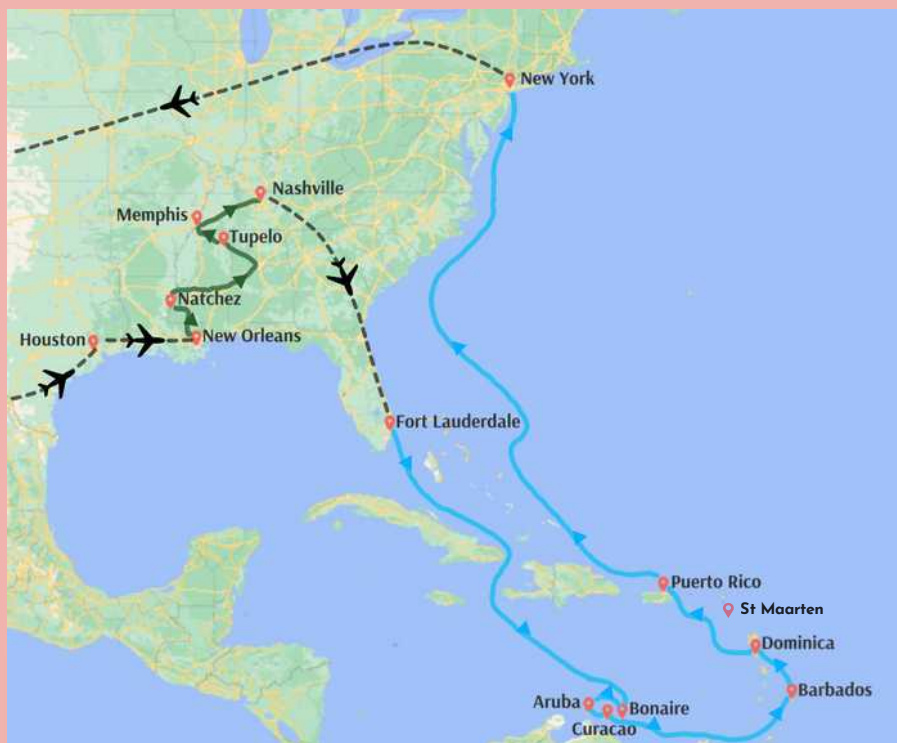 New York
Nashville
Memphis
Tupelo
Natchez
Houston
New Orleans
Fort Lauderdale
Puerto Rico
St Maarten
Dominica
Barbados
Aruba
Bonaire
Curacao